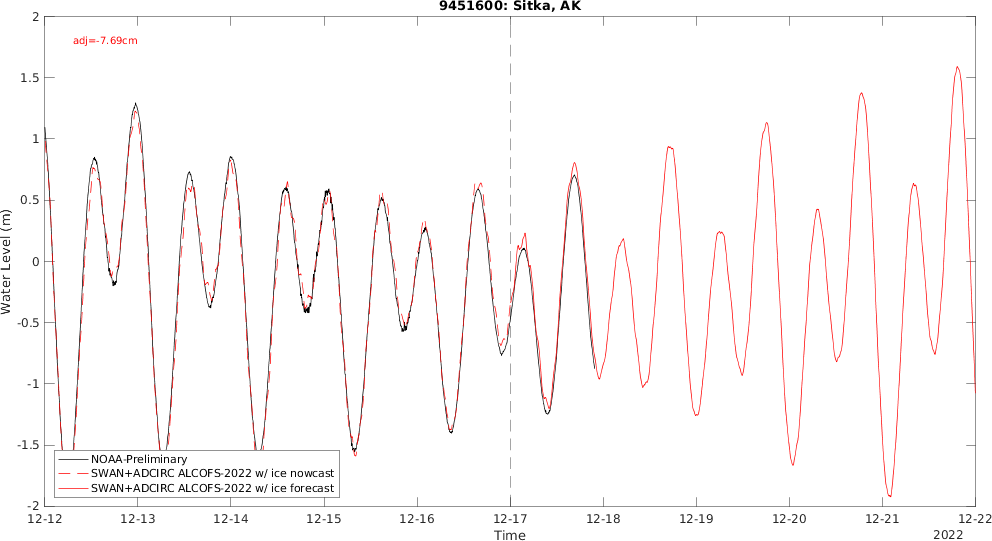 9451600: Sitka, AK
adj=-7.69cm
2
1.5
1
0.5
0
-0.5
-1
-1.5
-2
Water Level (m)
NOAA-Preliminary
SWAN+ADCIRC ALCOFS-2022 w/ ice nowcast
SWAN+ADCIRC ALCOFS-2022 w/ ice forecast
12-12 12-13 12-14 12-15 12-16 12-17 12-18 12-19 12-20 12-21 12-22
Time
2022